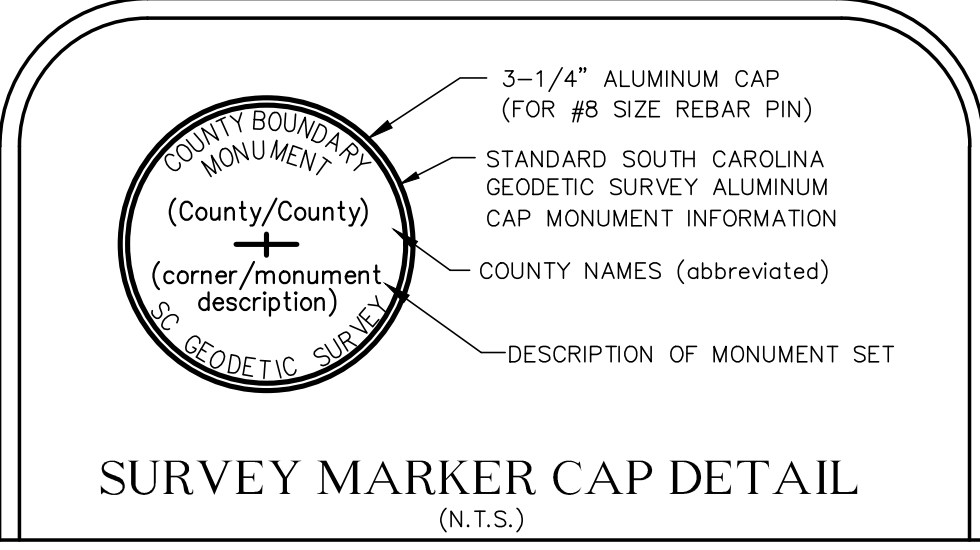 COUNTY BOUNDARY
MONUMENT
(County/County)
(corner/monument
description)
SC GEODETIC SURVEY
3-1/4" ALUMINUM CAP
(FOR #8 SIZE REBAR PIN)
STANDARD SOUTH CAROLINA
GEODETIC SURVEY ALUMINUM
CAP MONUMENT INFORMATION
COUNTY NAMES (abbreviated)
DESCRIPTION OF MONUMENT SET
SURVEY MARKER CAP DETAIL
(N.T.S.)